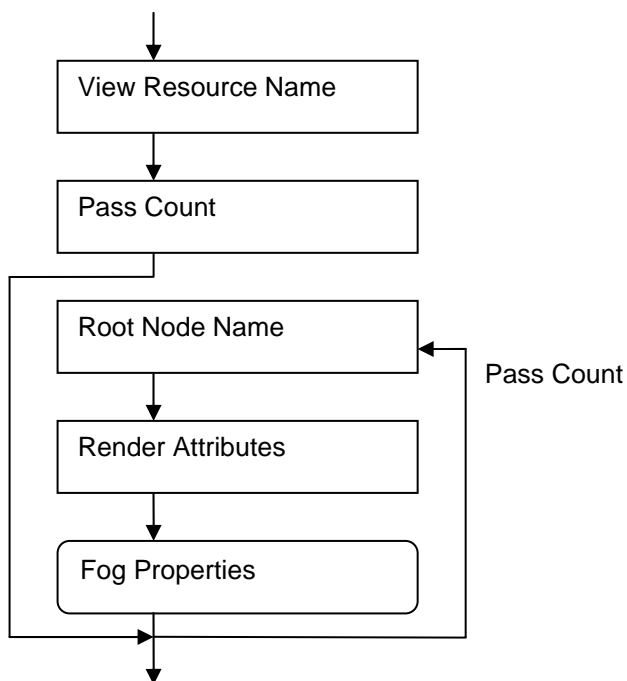 View Resource Name
Pass Count
Root Node Name
Pass Count
Render Attributes
Fog Properties